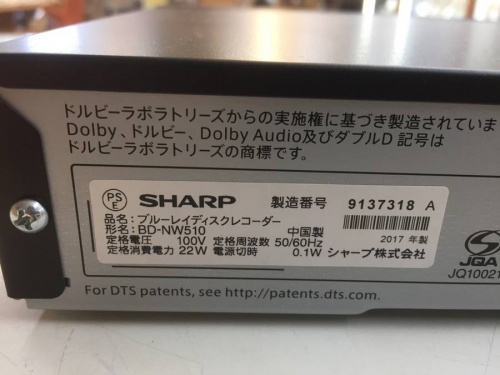 ドルビーラボラトリーズからの実施権に基づき製造されていま
Dolby、ドルビー、Dolby Audio及びダブルD 記号は
ドルビーラボラトリーズの商標です。
PS
E
SHARP 製造番号 9137318 A
品名：ブルーレイディスクレコーダー
形名：BD-NW510 中国製 2017 年製
定格電圧 100V 定格周波数 50/60Hz
定格消費電力 22W 電源切時 0.1W シャープ株式会社
JQA
JQ10021
For DTS patents, see http://patents.dts.com.